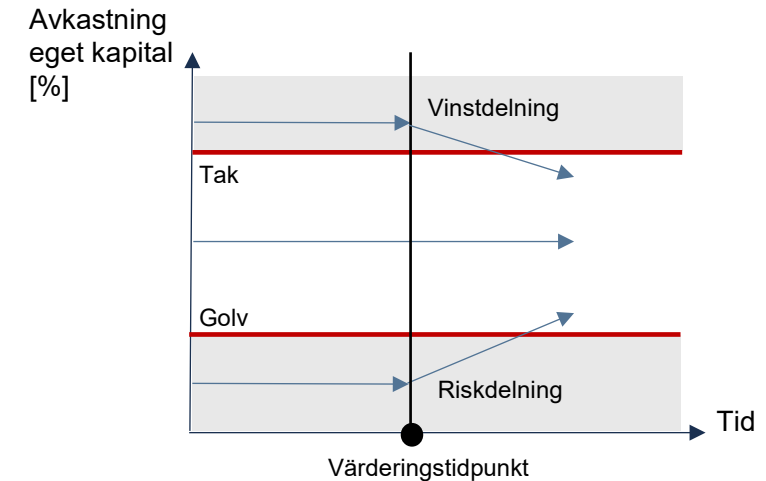 Avkastning
eget kapital
[%]
Vinstdelning
Tak
Golv
Riskdelning
Tid
Värderingstidpunkt